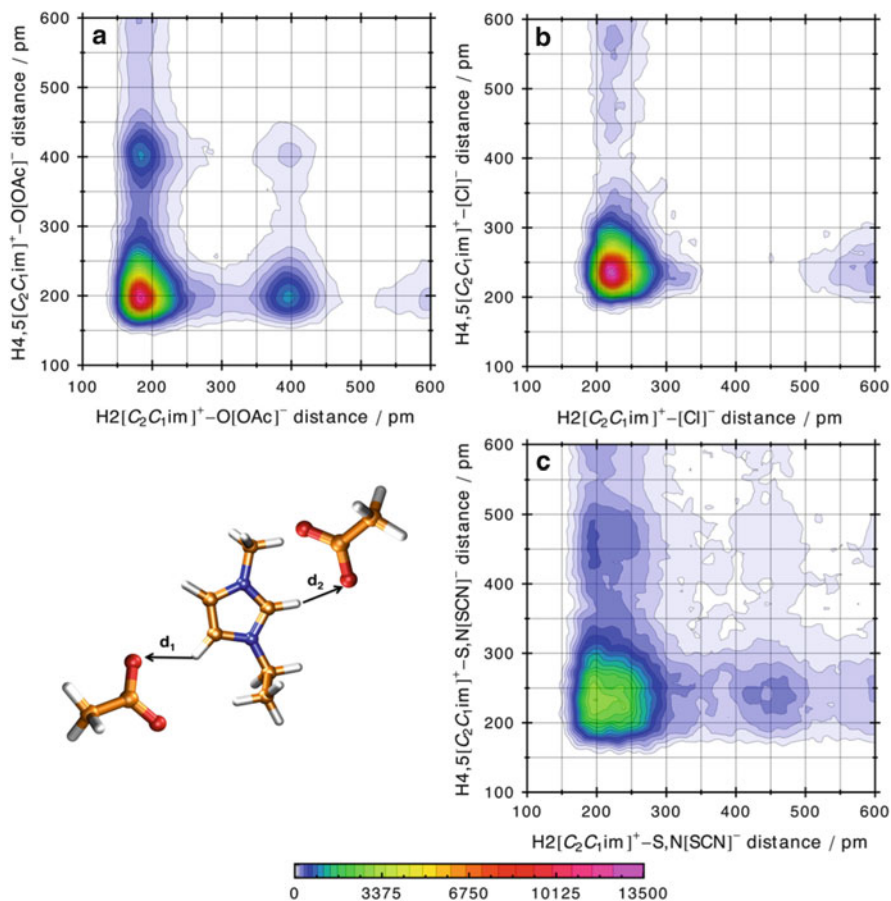 a
H4,5[C₂C₁im]⁺–O[OAc]⁻ distance / pm
600
500
400
300
200
100
100 200 300 400 500 600
H2[C₂C₁im]⁺–O[OAc]⁻ distance / pm
b
H4,5[C₂C₁im]⁺–[Cl]⁻ distance / pm
600
500
400
300
200
100
100 200 300 400 500 600
H2[C₂C₁im]⁺–[Cl]⁻ distance / pm
d₂
d₁
c
H4,5[C₂C₁im]⁺–S,N[SCN]⁻ distance / pm
600
500
400
300
200
100
100 200 300 400 500 600
H2[C₂C₁im]⁺–S,N[SCN]⁻ distance / pm
0 3375 6750 10125 13500